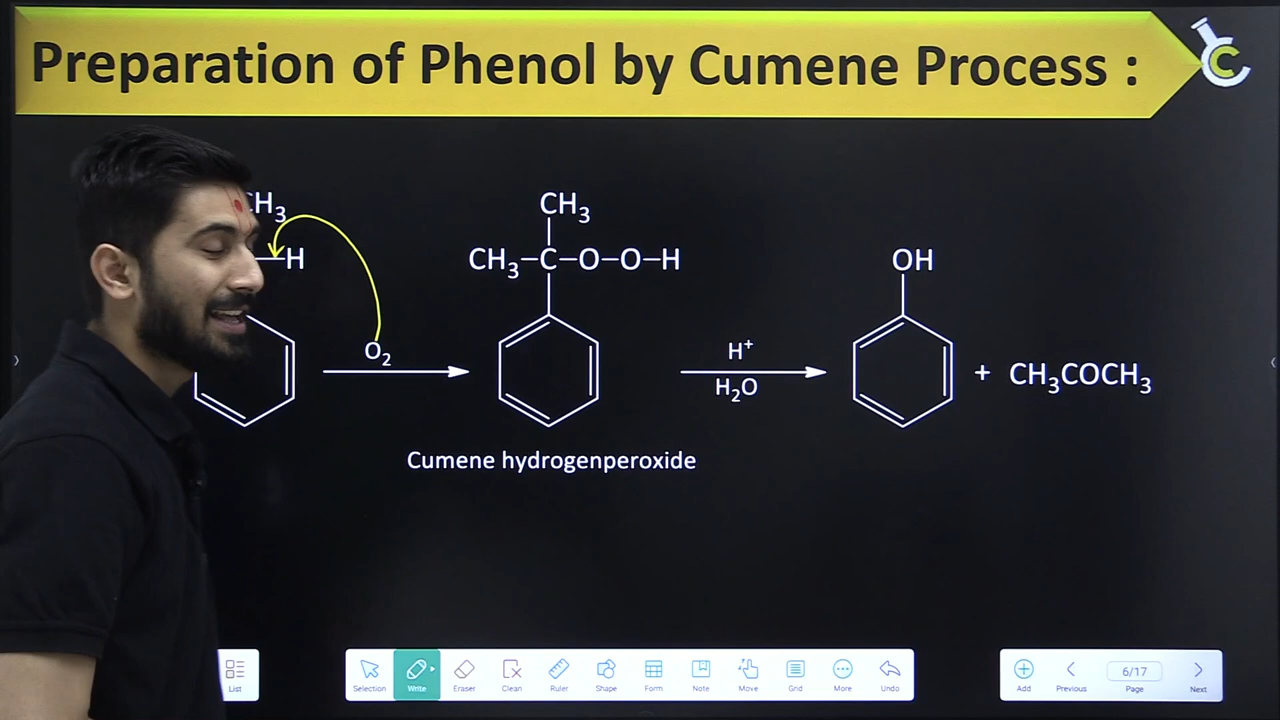 Preparation of Phenol by Cumene Process :
CH₃
H
O₂
CH₃
CH₃–C–O–O–H
Cumene hydrogenperoxide
H⁺
H₂O
OH
+ CH₃COCH₃
List
Selection Write Eraser Clean Ruler Shape Form Note Move Grid More Undo
Add Previous 6/17 Page Next